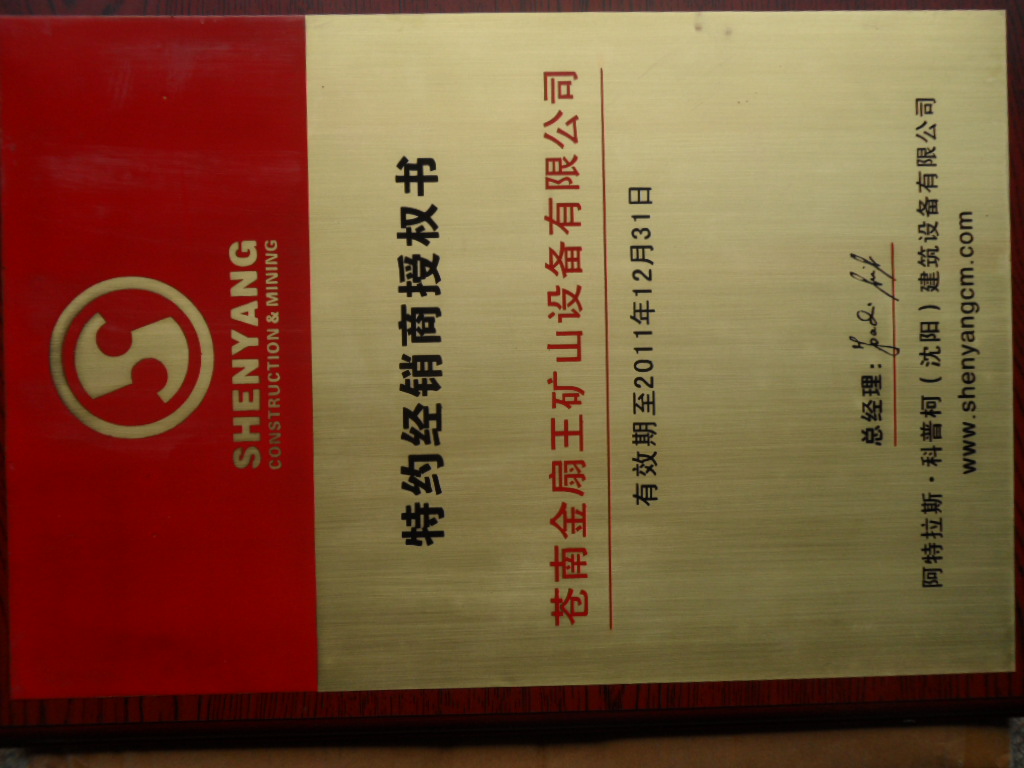 SHENYANG
CONSTRUCTION & MINING
特约经销商授权书
苍南金扇王矿山设备有限公司
有效期至2011年12月31日
总经理：
阿特拉斯·科普柯（沈阳）建筑设备有限公司
www.shenyangcm.com